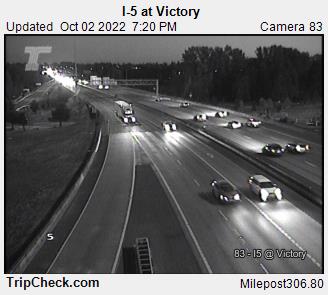 I-5 at Victory
Updated Oct 02 2022 7:20 PM Camera 83
S
83 - I5 @ Victory
TripCheck.com Milepost306.80